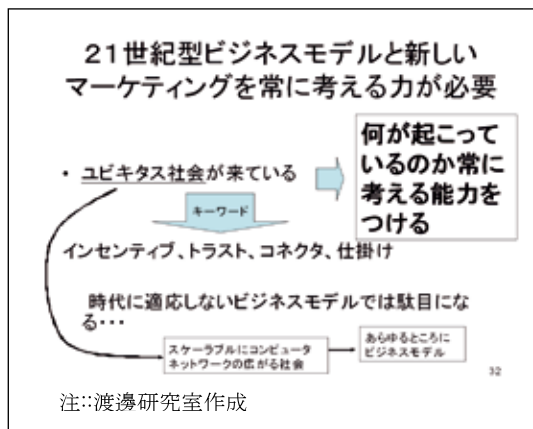 21世紀型ビジネスモデルと新しい
マーケティングを常に考える力が必要
・ ユビキタス社会が来ている
何が起こって
いるのか常に
考える能力を
つける
キーワード
インセンティブ、トラスト、コネクタ、仕掛け
時代に適応しないビジネスモデルでは駄目にな
る・・・
スケーラブルにコンピュータ
ネットワークの広がる社会
あらゆるところに
ビジネスモデル
32
注::渡邊研究室作成